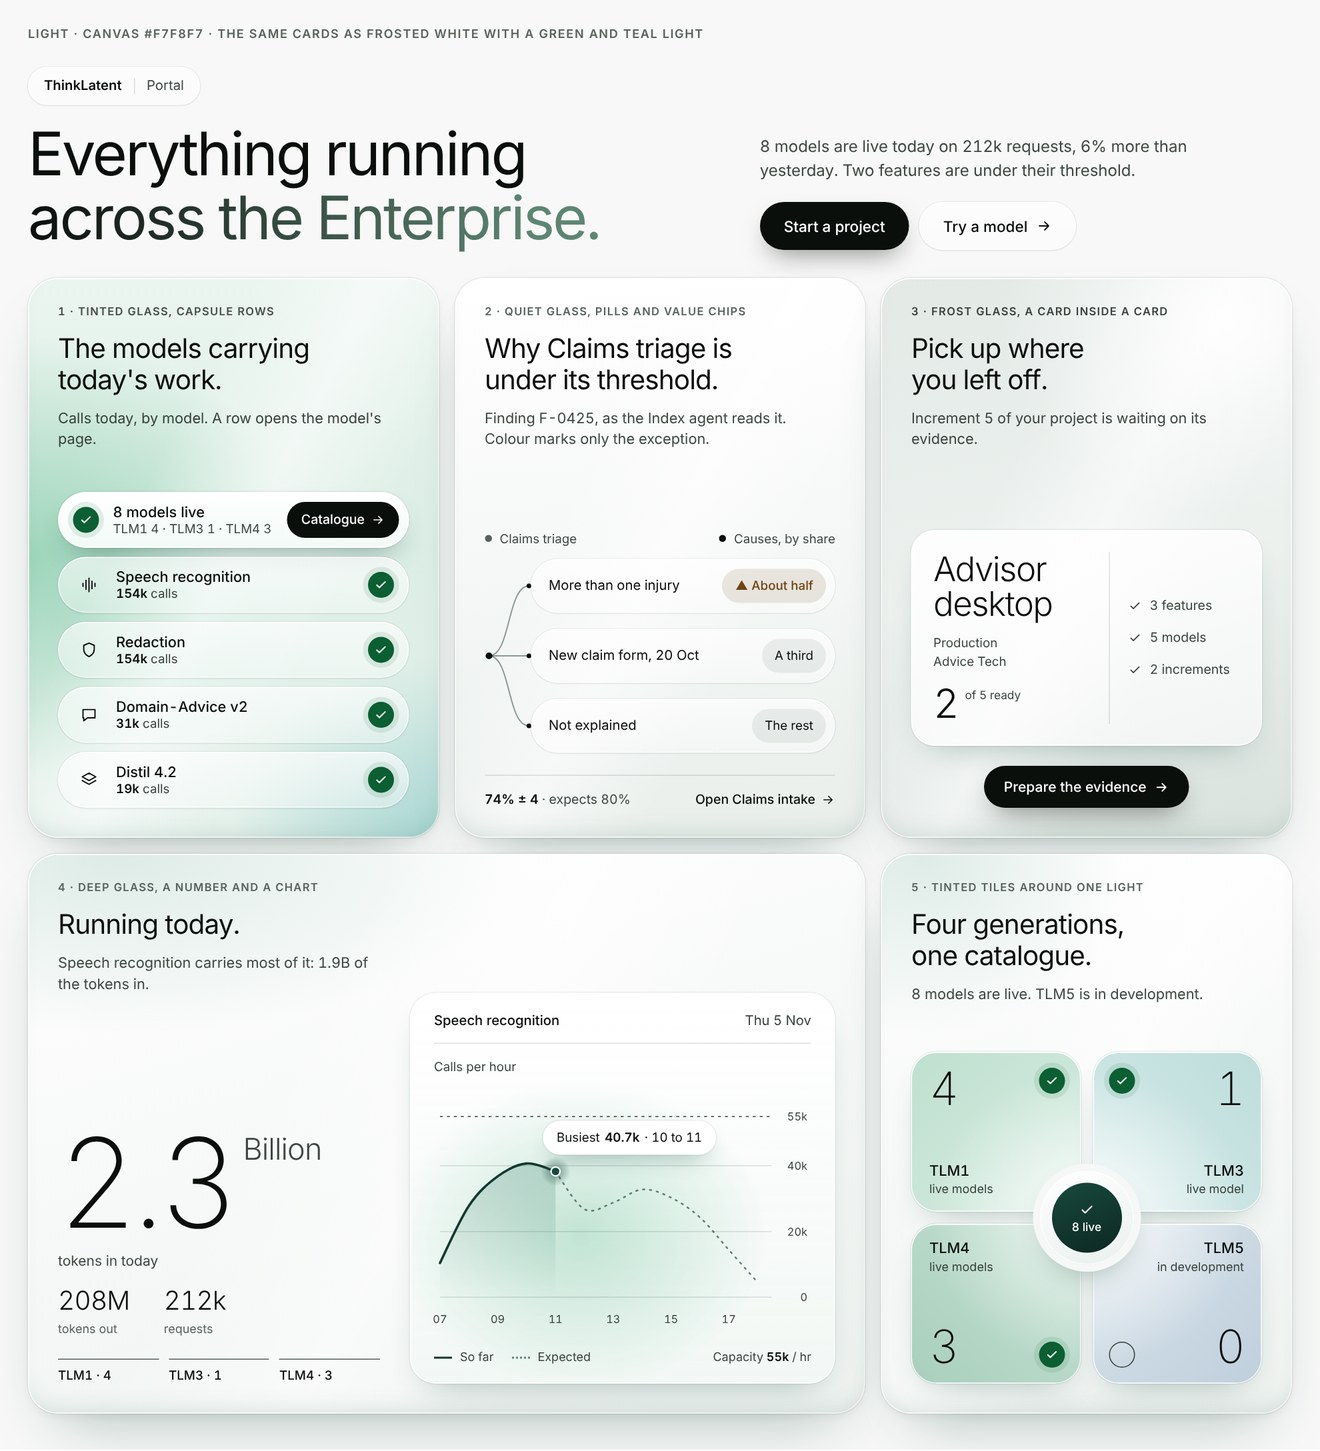 LIGHT · CANVAS #F7F8F7 · THE SAME CARDS AS FROSTED WHITE WITH A GREEN AND TEAL LIGHT
ThinkLatent
Portal
Everything running
across the Enterprise.
8 models are live today on 212k requests, 6% more than
yesterday. Two features are under their threshold.
Start a project
Try a model →
1 · TINTED GLASS, CAPSULE ROWS
The models carrying
today's work.
Calls today, by model. A row opens the model's
page.
8 models live
TLM1 4 · TLM3 1 · TLM4 3
Catalogue →
Speech recognition
154k calls
Redaction
154k calls
Domain-Advice v2
31k calls
Distil 4.2
19k calls
2 · QUIET GLASS, PILLS AND VALUE CHIPS
Why Claims triage is
under its threshold.
Finding F-0425, as the Index agent reads it.
Colour marks only the exception.
Claims triage
Causes, by share
More than one injury
▲ About half
New claim form, 20 Oct
A third
Not explained
The rest
74% ± 4 · expects 80%
Open Claims intake →
3 · FROST GLASS, A CARD INSIDE A CARD
Pick up where
you left off.
Increment 5 of your project is waiting on its
evidence.
Advisor
desktop
Production
Advice Tech
2 of 5 ready
3 features
5 models
2 increments
Prepare the evidence →
4 · DEEP GLASS, A NUMBER AND A CHART
Running today.
Speech recognition carries most of it: 1.9B of
the tokens in.
2.3 Billion
tokens in today
208M
tokens out
212k
requests
TLM1 · 4
TLM3 · 1
TLM4 · 3
Speech recognition
Thu 5 Nov
Calls per hour
55k
Busiest 40.7k · 10 to 11
40k
20k
0
07 09 11 13 15 17
So far
Expected
Capacity 55k / hr
5 · TINTED TILES AROUND ONE LIGHT
Four generations,
one catalogue.
8 models are live. TLM5 is in development.
4
TLM1
live models
1
TLM3
live model
8 live
TLM4
live models
3
TLM5
in development
0